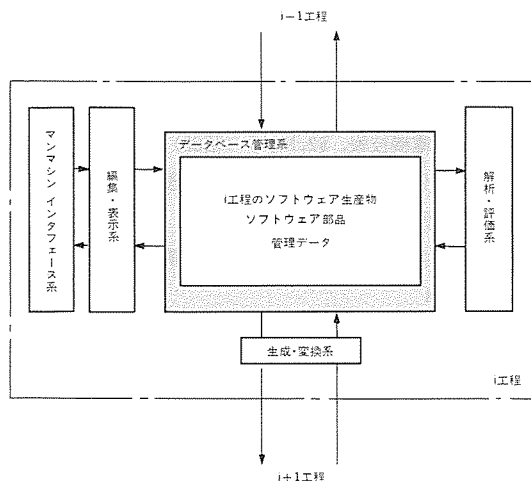 i−1工程
マンマシン インタフェース系
編集・表示系
データベース管理系
i工程のソフトウェア生産物
ソフトウェア部品
管理データ
解析・評価系
生成・変換系
i工程
i+1工程